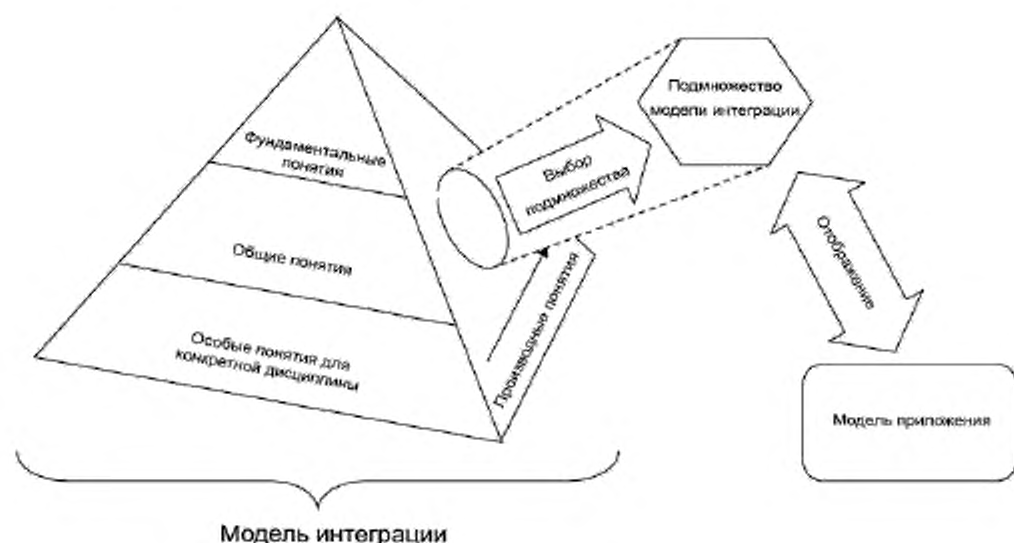 Фундаментальные
понятия
Общие понятия
Особые понятия для
конкретной дисциплины
Производные понятия
Выбор
подмножества
Подмножество
модели интеграции
Отображение
Модель приложения
Модель интеграции